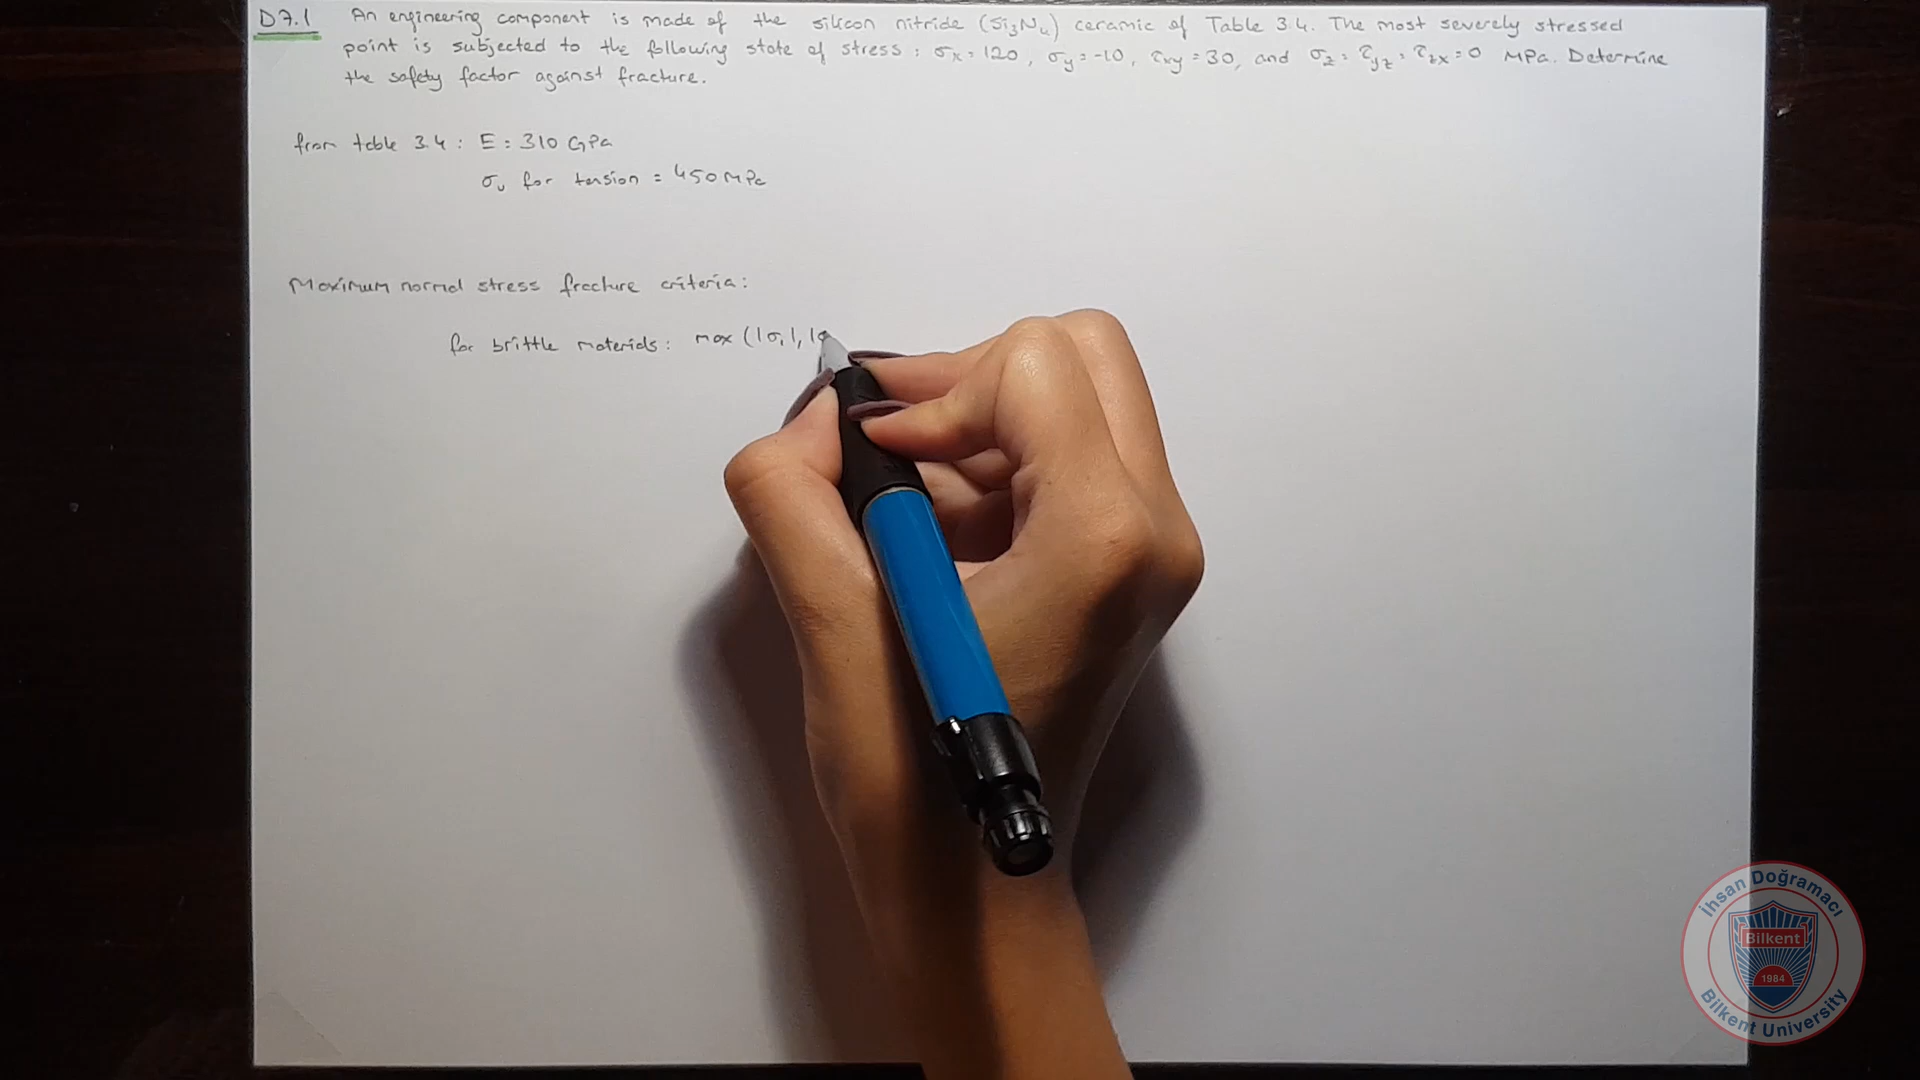 D7.1 An engineering component is made of the silicon nitride (Si3N4) ceramic of Table 3.4. The most severely stressed
point is subjected to the following state of stress : σx = 120 , σy = -10 , τxy = 30, and σz = τyz = τzx = 0 MPa. Determine
the safety factor against fracture.
from table 3.4 : E = 310 GPa
σu for tension = 450 MPa
Maximum normal stress fracture criteria :
for brittle materials : max (|σ1|, |σ
İhsan Doğramacı
Bilkent
1984
Bilkent University